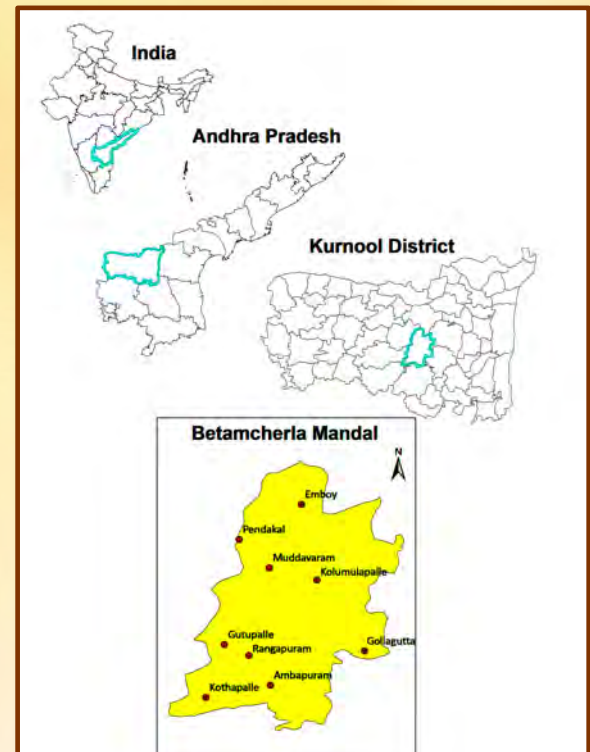 India
Andhra Pradesh
Kurnool District
Betamcherla Mandal
N
Emboy
Pendakal
Muddavaram
Kolumulapalle
Gutupalle
Rangapuram
Gollagutta
Ambapuram
Kothapalle